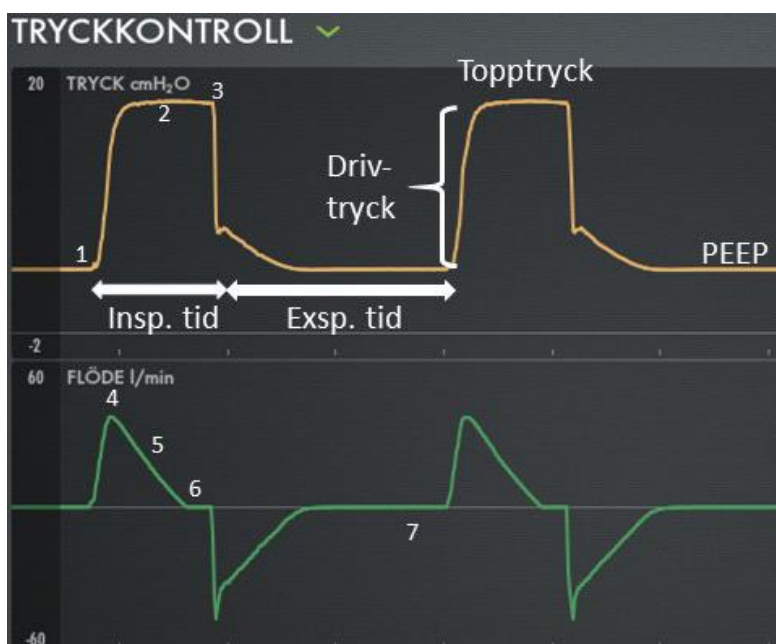 TRYCKKONTROLL
20 TRYCK cmH₂O
3
Topptryck
2
Driv-
tryck
1
PEEP
Insp. tid
Exsp. tid
-2
60 FLÖDE l/min
4
5
6
7
-60